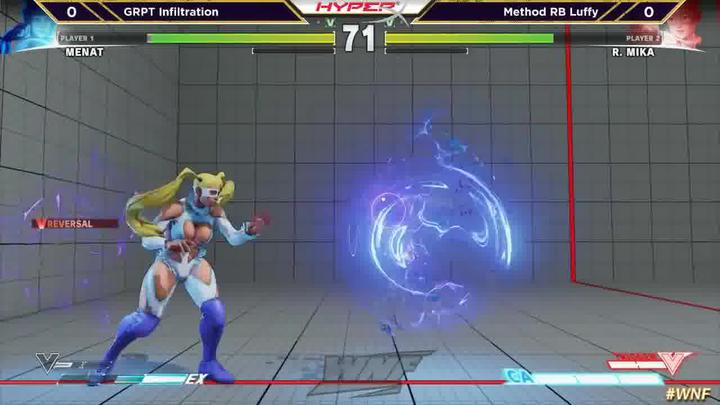 0 GRPT Infiltration HYPER Method RB Luffy 0
PLAYER 1 71 PLAYER 2
MENAT R. MIKA
V REVERSAL
V
EX WNF CA V
#WNF